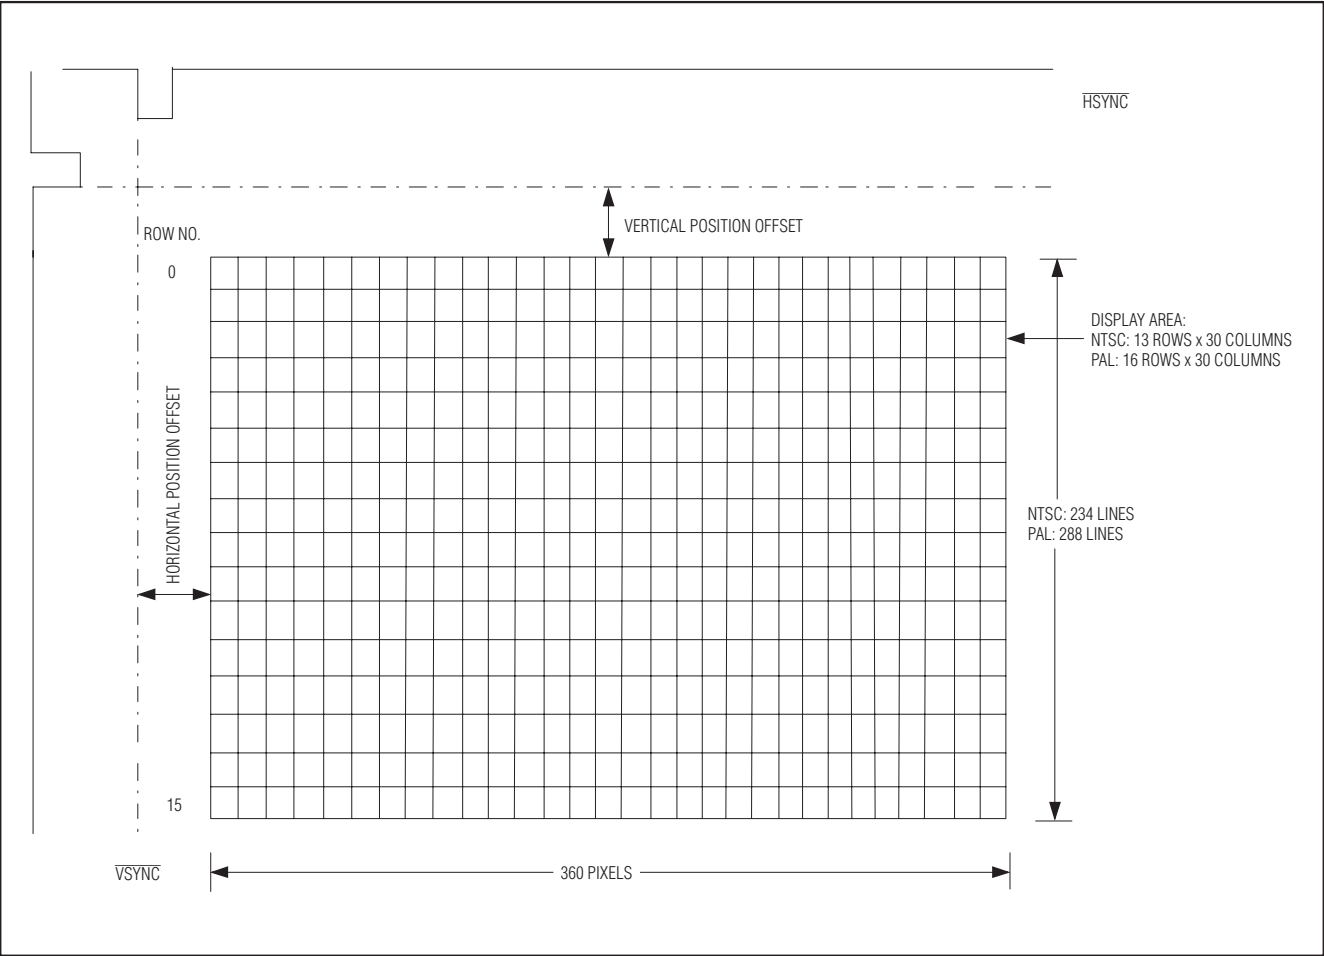 HSYNC
VERTICAL POSITION OFFSET
ROW NO.
0
DISPLAY AREA:
NTSC: 13 ROWS x 30 COLUMNS
PAL: 16 ROWS x 30 COLUMNS
HORIZONTAL POSITION OFFSET
NTSC: 234 LINES
PAL: 288 LINES
15
VSYNC
360 PIXELS